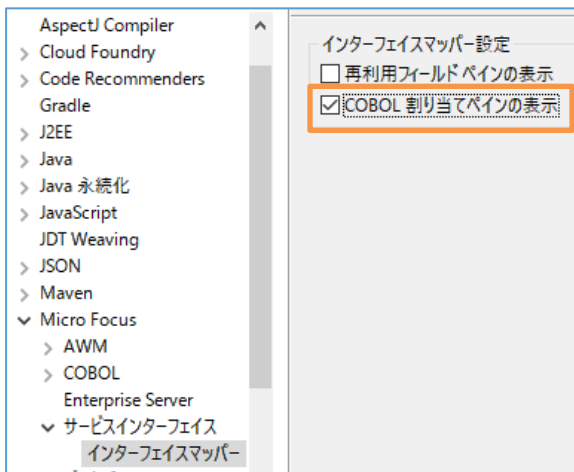 AspectJ Compiler
Cloud Foundry
Code Recommenders
Gradle
J2EE
Java
Java 永続化
JavaScript
JDT Weaving
JSON
Maven
Micro Focus
AWM
COBOL
Enterprise Server
サービスインターフェイス
インターフェイスマッパー
インターフェイスマッパー設定
再利用フィールド ペインの表示
COBOL 割り当てペインの表示